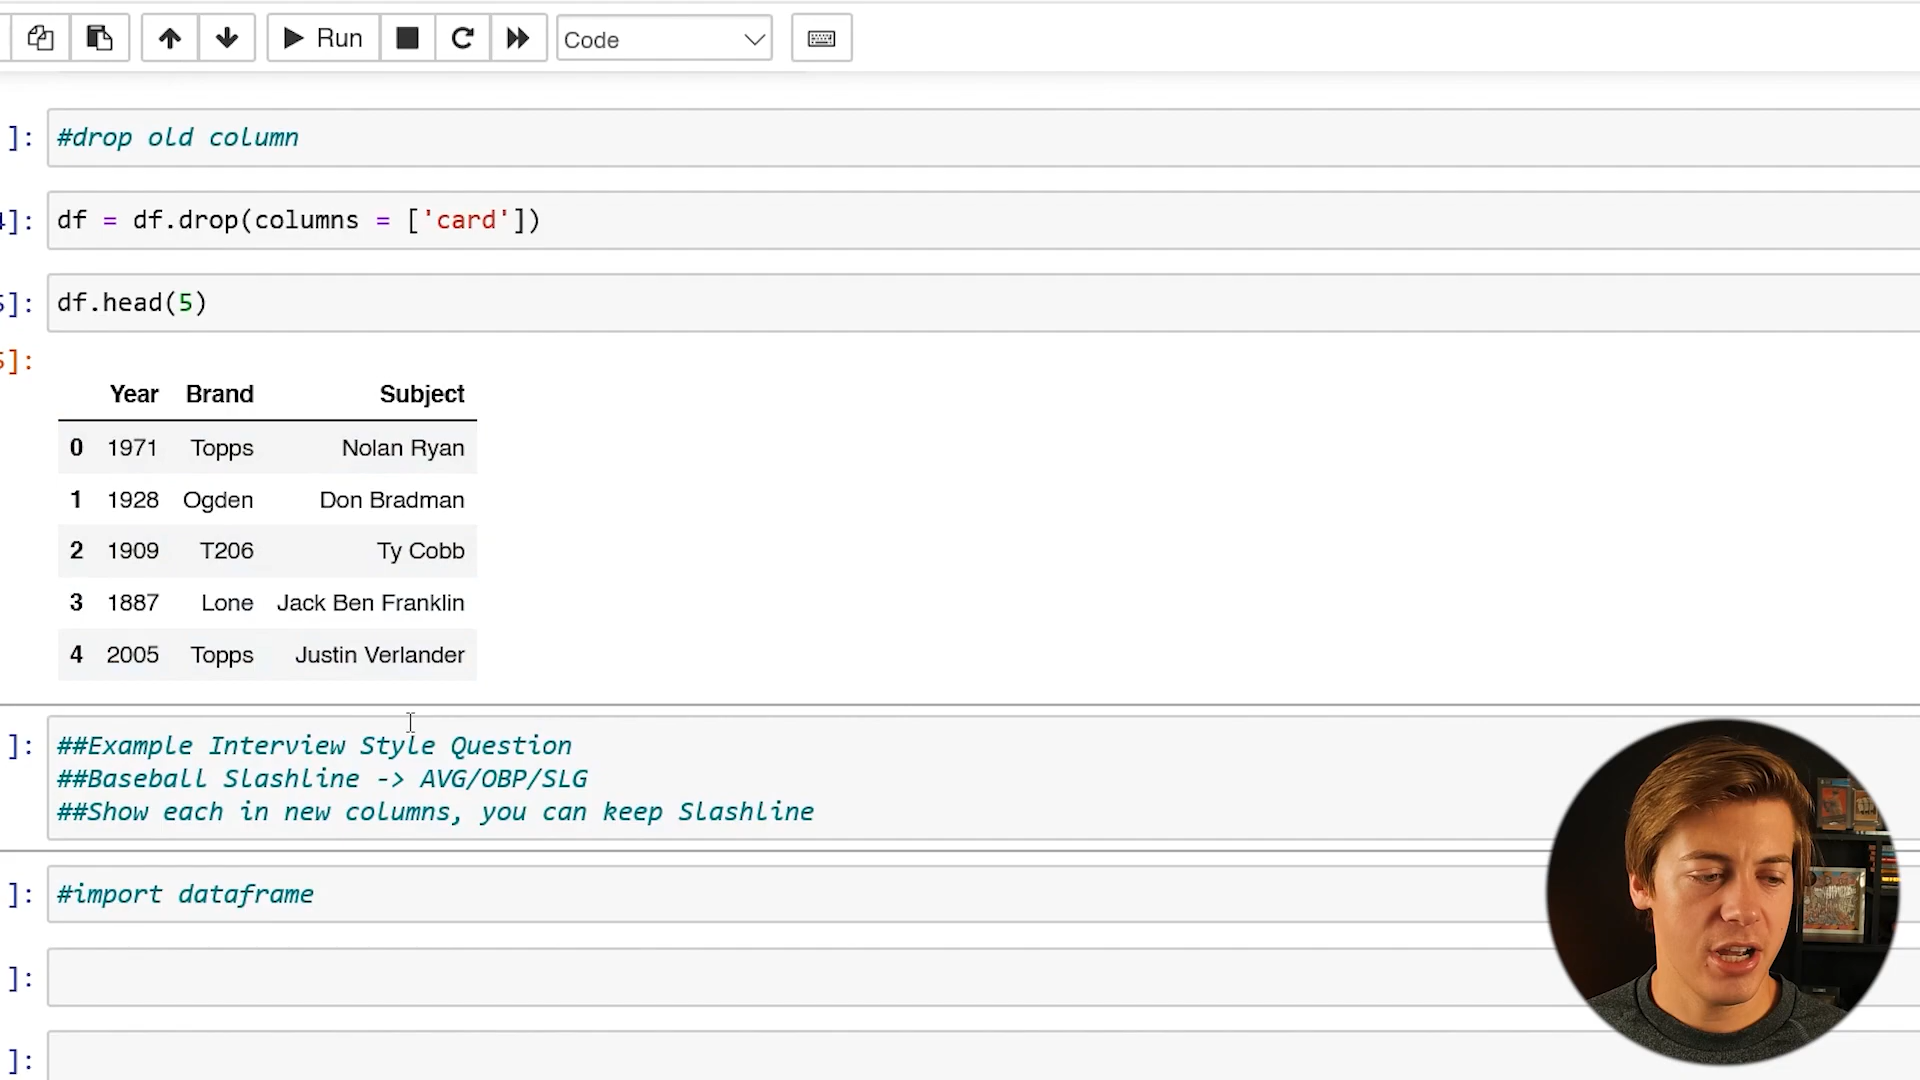 Run
Code
]: #drop old column
4]: df = df.drop(columns = ['card'])
5]: df.head(5)
5]:
Year Brand Subject
0 1971 Topps Nolan Ryan
1 1928 Ogden Don Bradman
2 1909 T206 Ty Cobb
3 1887 Lone Jack Ben Franklin
4 2005 Topps Justin Verlander
]: ##Example Interview Style Question
##Baseball Slashline -> AVG/OBP/SLG
##Show each in new columns, you can keep Slashline
]: #import dataframe
]:
]: